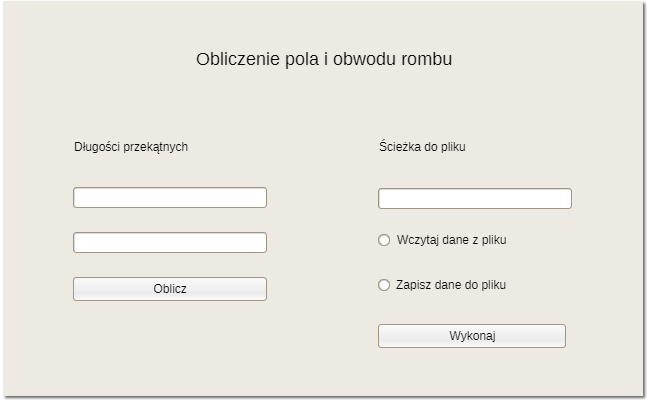 Obliczenie pola i obwodu rombu
Długości przekątnych
Oblicz
Ścieżka do pliku
Wczytaj dane z pliku
Zapisz dane do pliku
Wykonaj